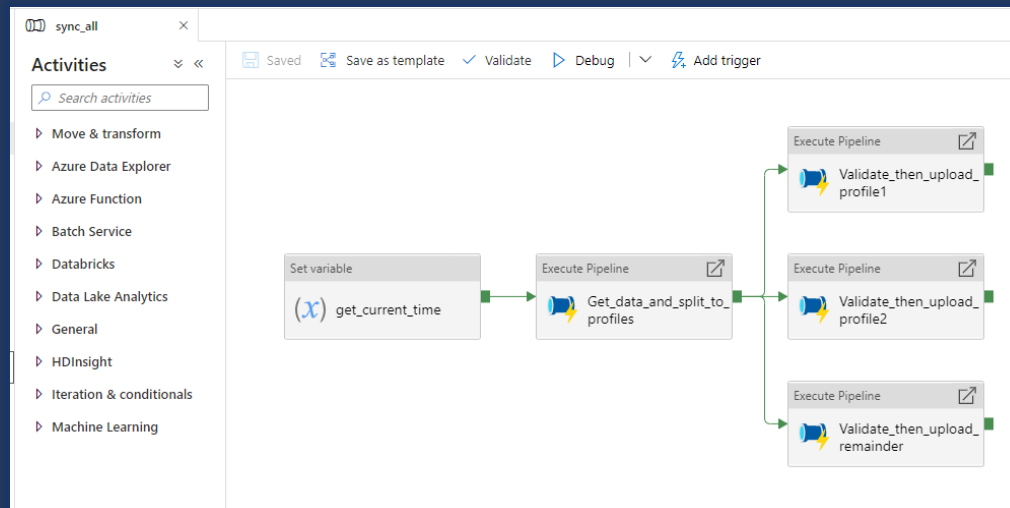 sync_all
Activities
Search activities
Move & transform
Azure Data Explorer
Azure Function
Batch Service
Databricks
Data Lake Analytics
General
HDInsight
Iteration & conditionals
Machine Learning
Saved
Save as template
Validate
Debug
Add trigger
Set variable
(x)
get_current_time
Execute Pipeline
Get_data_and_split_to_
profiles
Execute Pipeline
Validate_then_upload_
profile1
Execute Pipeline
Validate_then_upload_
profile2
Execute Pipeline
Validate_then_upload_
remainder